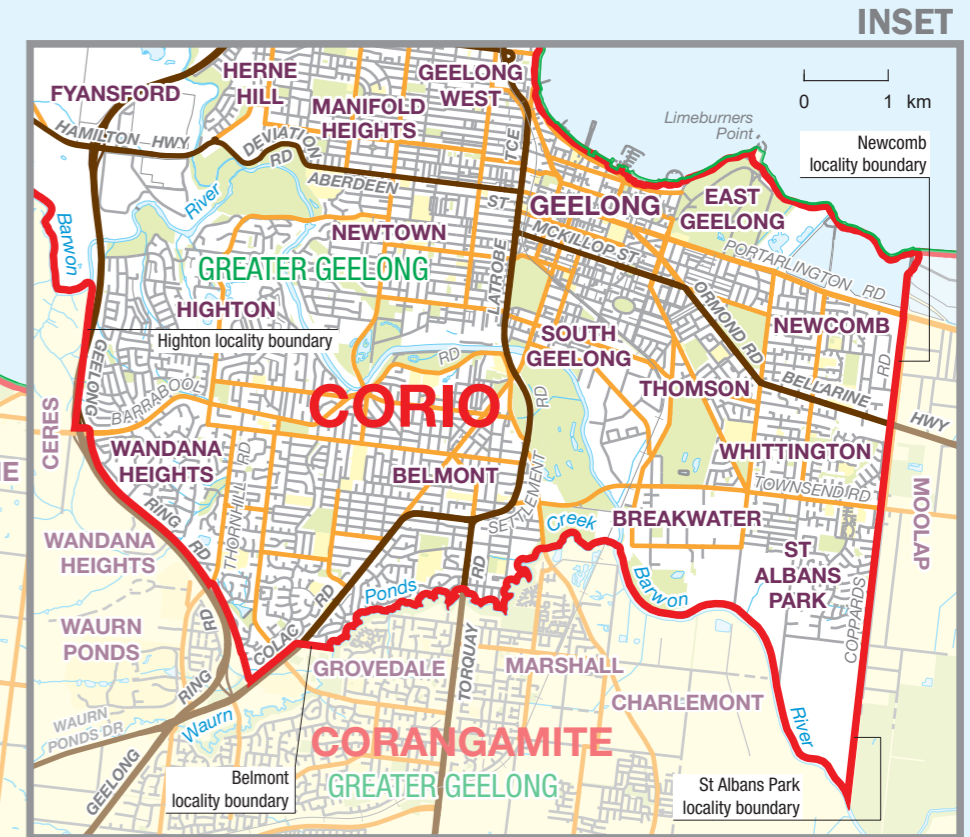 INSET
FYANSFORD
HERNE
HILL
GEELONG
WEST
MANIFOLD
HEIGHTS
0 1 km
Limeburners
Point
Newcomb
locality boundary
HAMILTON HWY
DEVIATION
RD
TCE
ABERDEEN
ST
River
Barwon
EAST
GEELONG
GEELONG
NEWTOWN
MCKILLOP ST
PORTARLINGTON RD
GREATER GEELONG
LATROBE
ORMOND RD
HIGHTON
Highton locality boundary
NEWCOMB
SOUTH
GEELONG
RD
RD
GEELONG
THOMSON
BELLARINE
HWY
BARRABOOL
CORIO
RD
CERES
NE
WANDANA
HEIGHTS
THORNHILL RD
BELMONT
WHITTINGTON
TOWNSEND RD
SETTLEMENT
MOOLAP
BREAKWATER
Creek
RING
RD
WANDANA
HEIGHTS
ST
ALBANS
PARK
Barwon
Ponds
RD
RD
COPPARDS
WAURN
PONDS
RD
COLAC
GROVEDALE
MARSHALL
TORQUAY
CHARLEMONT
RING
Waurn
WAURN
PONDS DR
River
CORANGAMITE
GREATER GEELONG
GEELONG
Belmont
locality boundary
St Albans Park
locality boundary